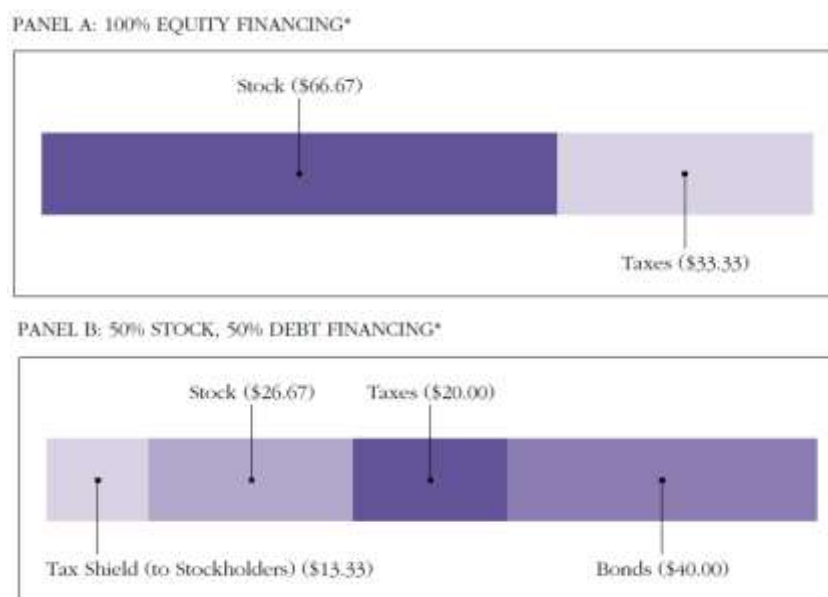 PANEL A: 100% EQUITY FINANCING*
Stock ($66.67)
Taxes ($33.33)
PANEL B: 50% STOCK, 50% DEBT FINANCING*
Stock ($26.67) Taxes ($20.00)
Tax Shield (to Stockholders) ($13.33) Bonds ($40.00)